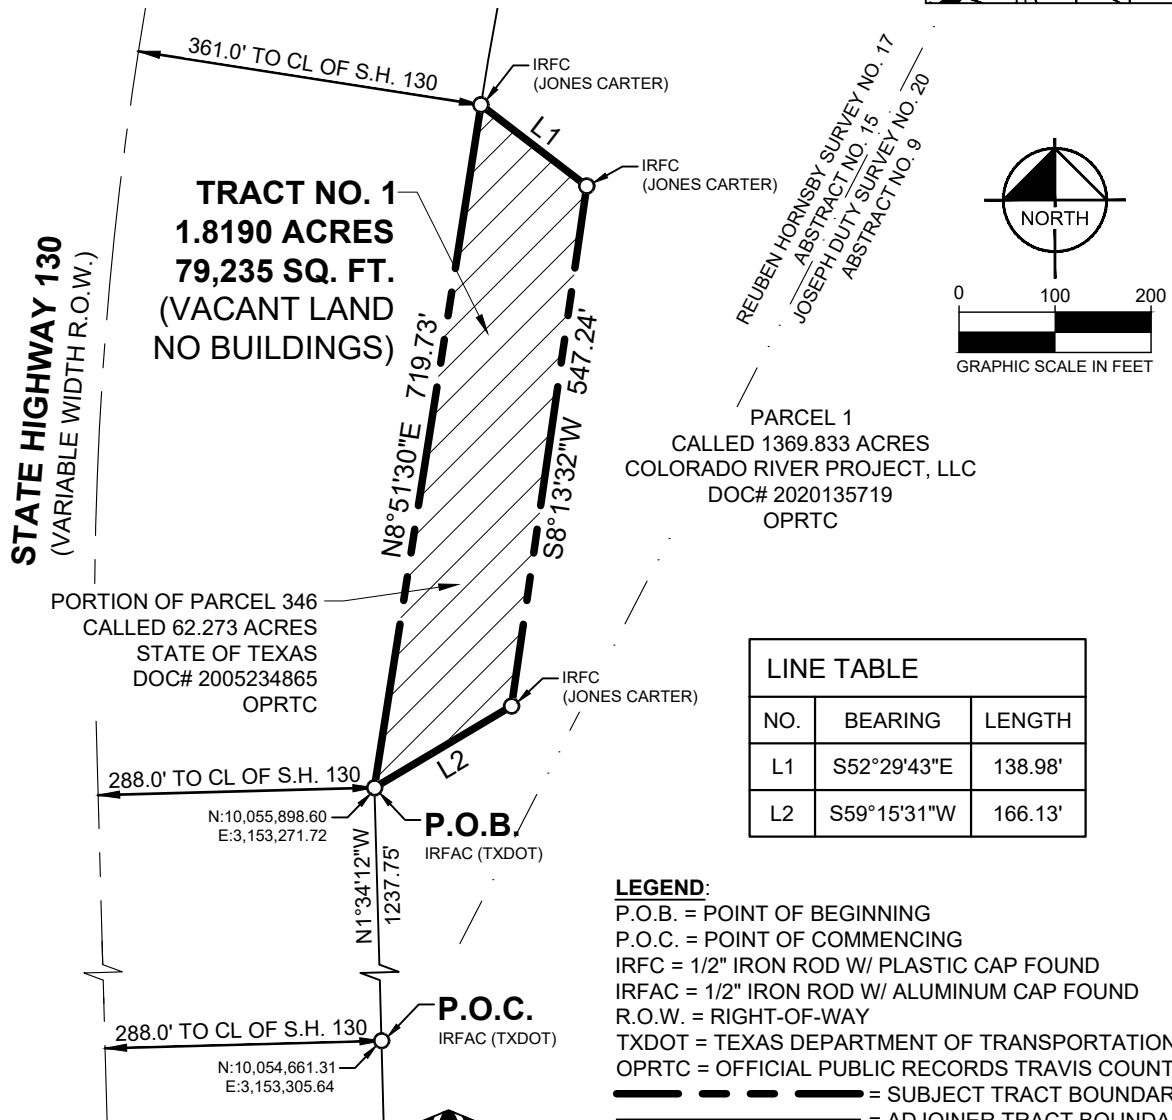 361.0' TO CL OF S.H. 130
IRFC
(JONES CARTER)
L1
IRFC
(JONES CARTER)
TRACT NO. 1
1.8190 ACRES
79,235 SQ. FT.
(VACANT LAND
NO BUILDINGS)
STATE HIGHWAY 130
(VARIABLE WIDTH R.O.W.)
N8°51'30"E 719.73'
S8°13'32"W 547.24'
REUBEN HORNSBY SURVEY NO. 17
ABSTRACT NO. 15
JOSEPH DUTY SURVEY NO. 20
ABSTRACT NO. 9
NORTH
0 100 200
GRAPHIC SCALE IN FEET
PARCEL 1
CALLED 1369.833 ACRES
COLORADO RIVER PROJECT, LLC
DOC# 2020135719
OPRTC
PORTION OF PARCEL 346
CALLED 62.273 ACRES
STATE OF TEXAS
DOC# 2005234865
OPRTC
IRFC
(JONES CARTER)
L2
LINE TABLE
NO. BEARING LENGTH
L1 S52°29'43"E 138.98'
L2 S59°15'31"W 166.13'
288.0' TO CL OF S.H. 130
N:10,055,898.60
E:3,153,271.72
P.O.B.
IRFAC (TXDOT)
N1°34'12"W
1237.75'
288.0' TO CL OF S.H. 130
N:10,054,661.31
E:3,153,305.64
P.O.C.
IRFAC (TXDOT)
LEGEND:
P.O.B. = POINT OF BEGINNING
P.O.C. = POINT OF COMMENCING
IRFC = 1/2" IRON ROD W/ PLASTIC CAP FOUND
IRFAC = 1/2" IRON ROD W/ ALUMINUM CAP FOUND
R.O.W. = RIGHT-OF-WAY
TXDOT = TEXAS DEPARTMENT OF TRANSPORTATION
OPRTC = OFFICIAL PUBLIC RECORDS TRAVIS COUNT
= SUBJECT TRACT BOUNDAR
= ADJOINER TRACT BOUNDA